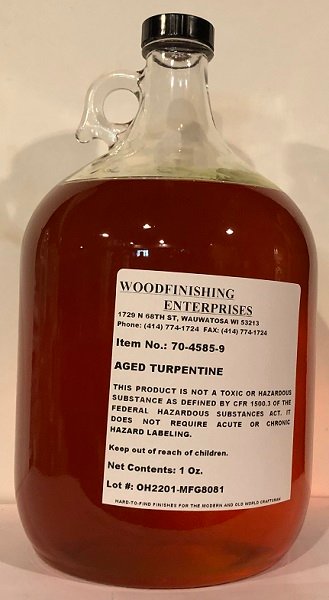 WOODFINISHING
ENTERPRISES
1729 N 68TH ST, WAUWATOSA WI 53213
Phone: (414) 774-1724 FAX: (414) 774-1724
Item No.: 70-4585-9
AGED TURPENTINE
THIS PRODUCT IS NOT A TOXIC OR HAZARDOUS
SUBSTANCE AS DEFINED BY CFR 1500.3 OF THE
FEDERAL HAZARDOUS SUBSTANCES ACT. IT
DOES NOT REQUIRE ACUTE OR CHRONIC
HAZARD LABELING.
Keep out of reach of children.
Net Contents: 1 Oz.
Lot #: OH2201-MFG8081
HARD-TO-FIND FINISHES FOR THE MODERN AND OLD WORLD CRAFTSMAN